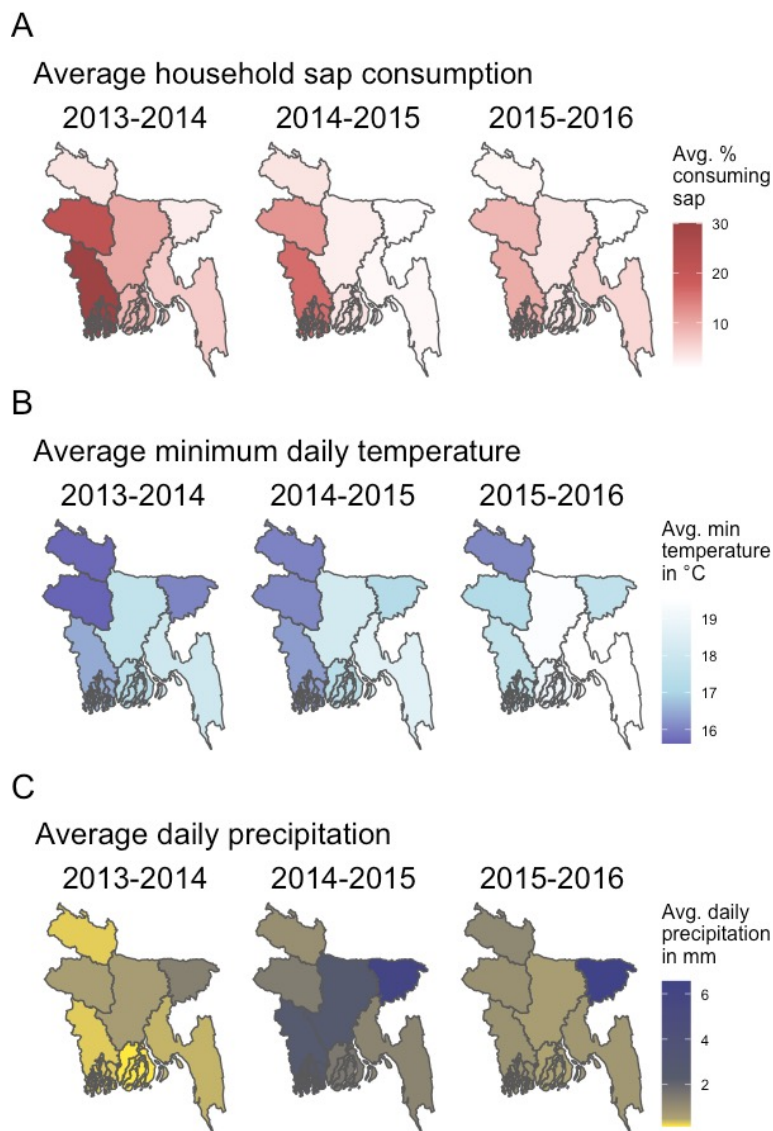 A
Average household sap consumption
2013-2014 2014-2015 2015-2016
Avg. %
consuming
sap
30
20
10
B
Average minimum daily temperature
2013-2014 2014-2015 2015-2016
Avg. min
temperature
in °C
19
18
17
16
C
Average daily precipitation
2013-2014 2014-2015 2015-2016
Avg. daily
precipitation
in mm
6
4
2